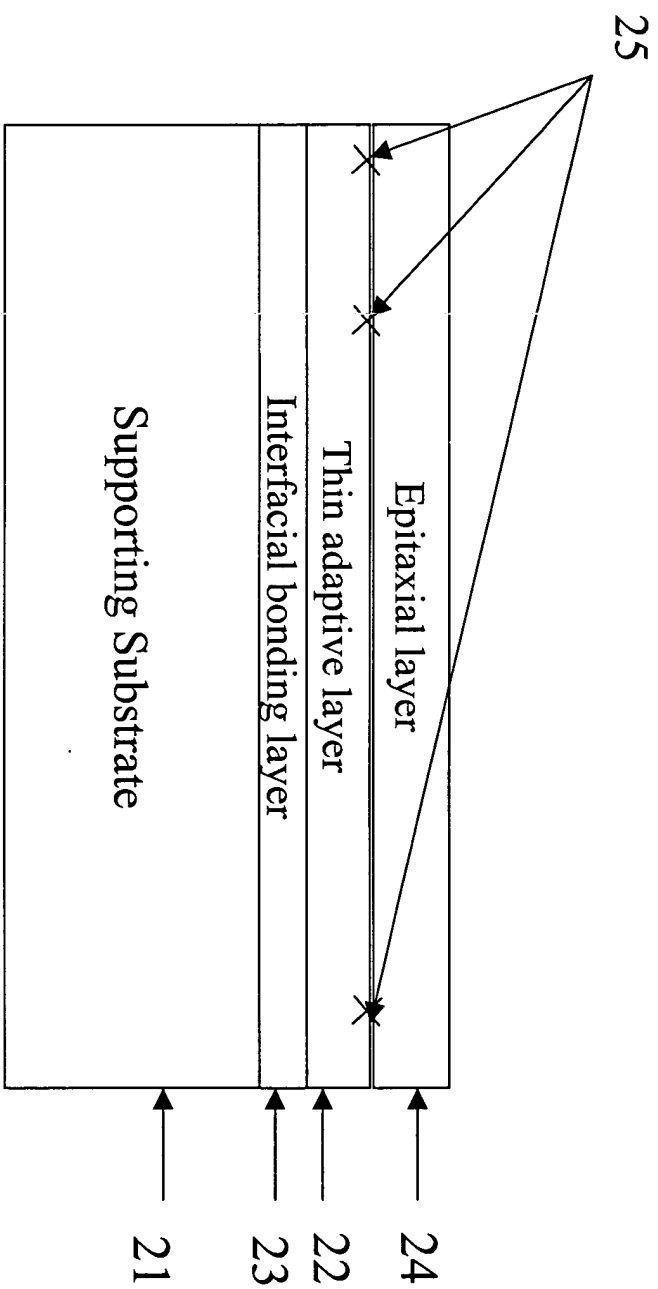 25
Epitaxial layer
24
Thin adaptive layer
22
Interfacial bonding layer
23
Supporting Substrate
21